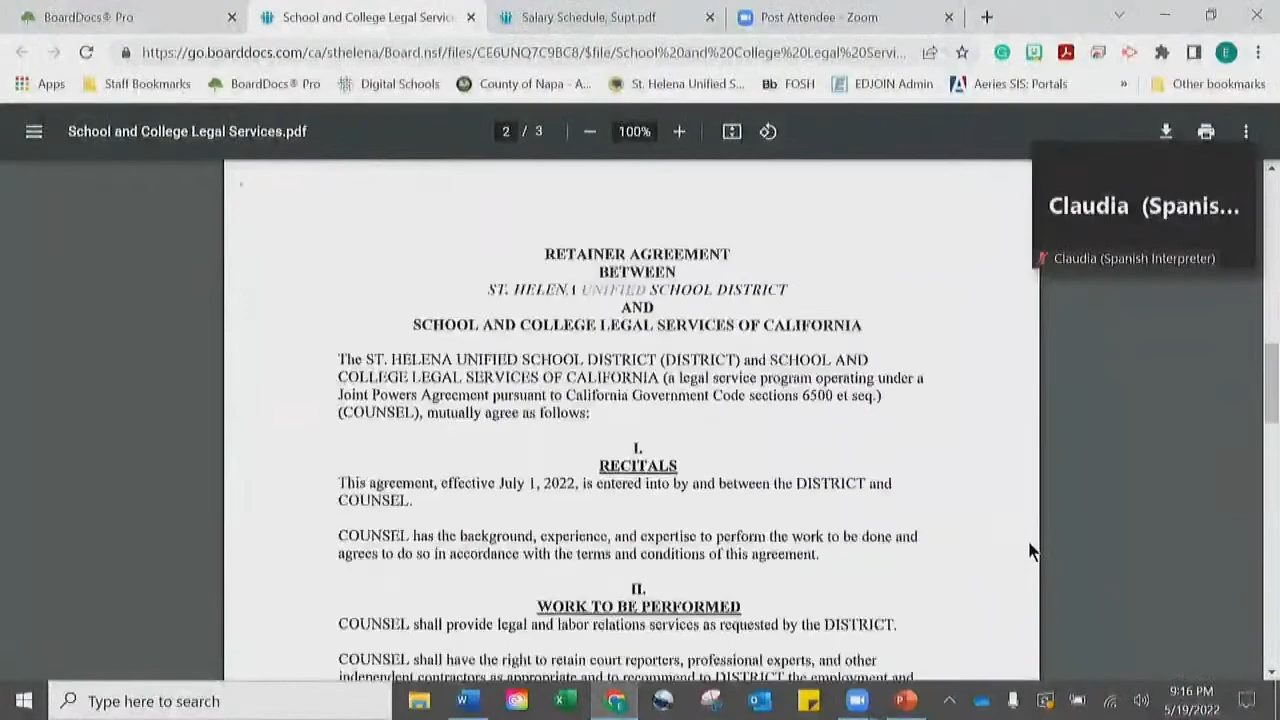 BoardDocs® Pro
School and College Legal Servic
Salary Schedule, Supt.pdf
Post Attendee - Zoom
https://go.boarddocs.com/ca/sthelena/Board.nsf/files/CE6UNQ7C9BC8/$file/School%20and%20College%20Legal%20Servi...
E
Apps
Staff Bookmarks
BoardDocs® Pro
Digital Schools
County of Napa - A...
St. Helena Unified S...
Bb FOSH
EDJOIN Admin
Aeries SIS: Portals
»
Other bookmarks
School and College Legal Services.pdf
2 / 3
100%
Claudia (Spanis...
Claudia (Spanish Interpreter)
RETAINER AGREEMENT
BETWEEN
ST. HELENA UNIFIED SCHOOL DISTRICT
AND
SCHOOL AND COLLEGE LEGAL SERVICES OF CALIFORNIA
The ST. HELENA UNIFIED SCHOOL DISTRICT (DISTRICT) and SCHOOL AND
COLLEGE LEGAL SERVICES OF CALIFORNIA (a legal service program operating under a
Joint Powers Agreement pursuant to California Government Code sections 6500 et seq.)
(COUNSEL), mutually agree as follows:
I.
RECITALS
This agreement, effective July 1, 2022, is entered into by and between the DISTRICT and
COUNSEL.
COUNSEL has the background, experience, and expertise to perform the work to be done and
agrees to do so in accordance with the terms and conditions of this agreement.
II.
WORK TO BE PERFORMED
COUNSEL shall provide legal and labor relations services as requested by the DISTRICT.
COUNSEL shall have the right to retain court reporters, professional experts, and other
independent contractors as appropriate and to recommend to DISTRICT the employment and
Type here to search
9:16 PM
5/19/2022